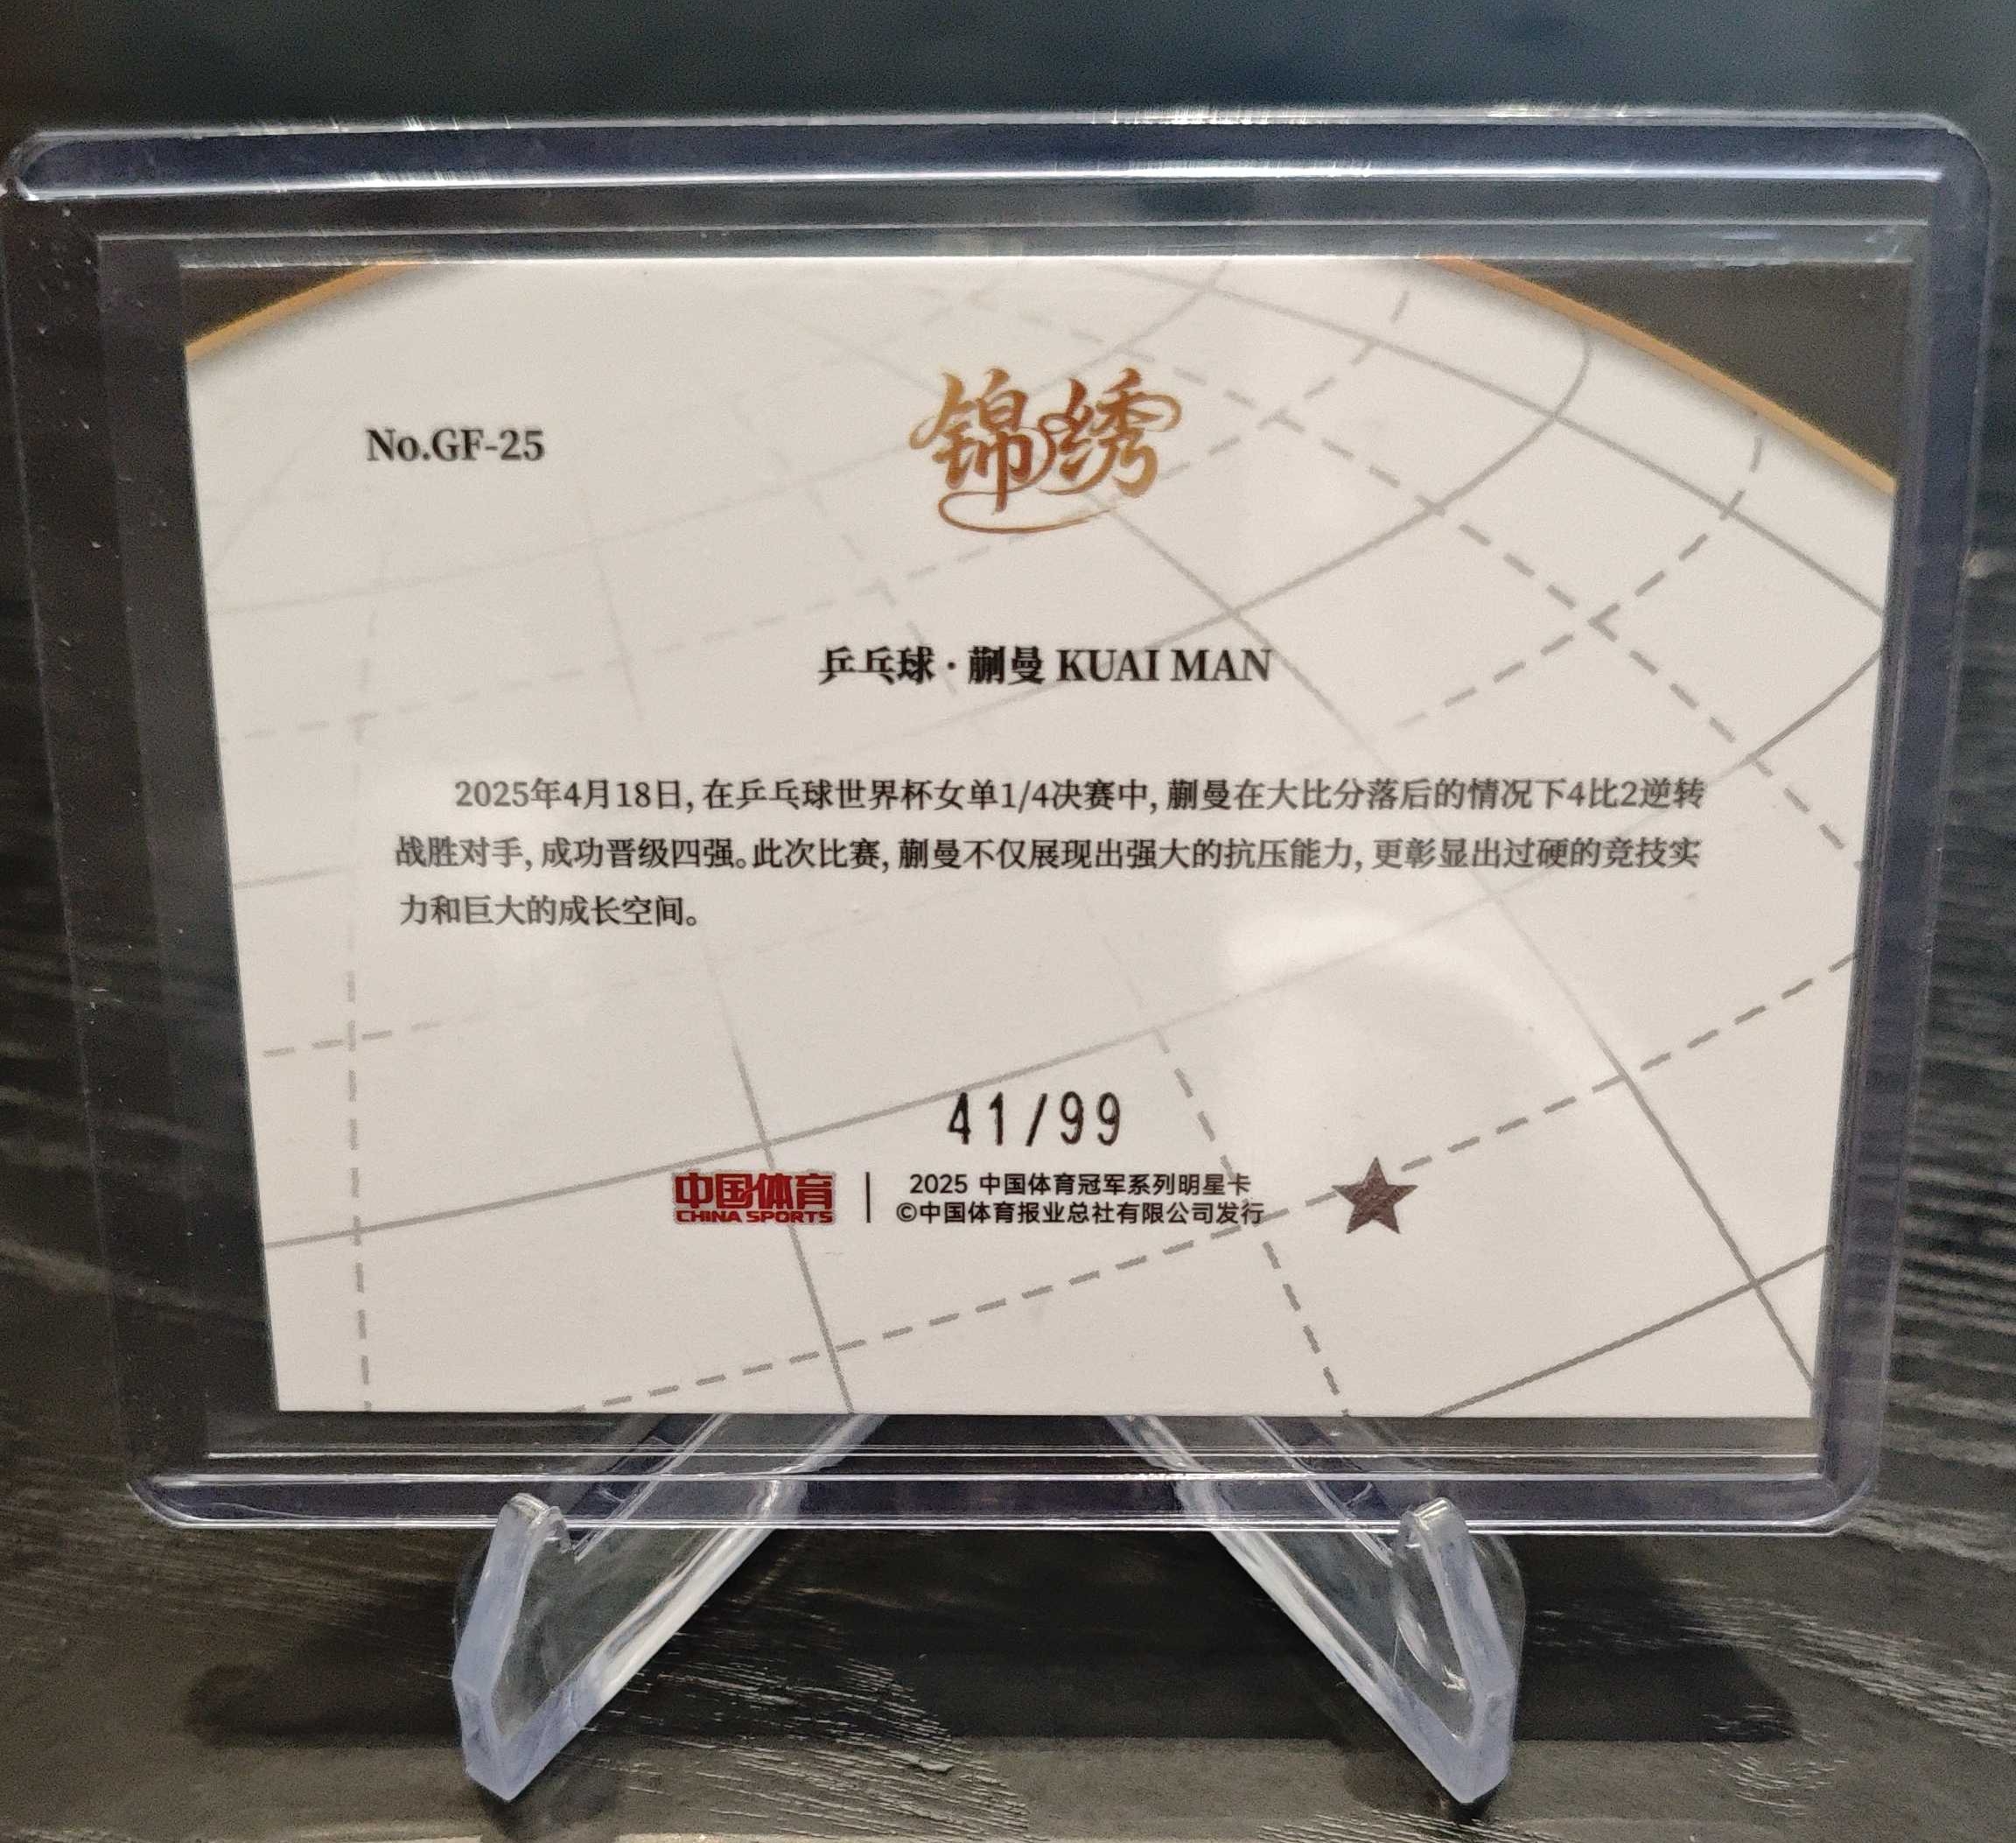 No.GF-25
锦绣
乒乓球·蒯曼 KUAI MAN
2025年4月18日,在乒乓球世界杯女单1/4决赛中,蒯曼在大比分落后的情况下4比2逆转
战胜对手,成功晋级四强。此次比赛,蒯曼不仅展现出强大的抗压能力,更彰显出过硬的竞技实
力和巨大的成长空间。
41/99
中国体育
CHINA SPORTS
2025 中国体育冠军系列明星卡
©中国体育报业总社有限公司发行